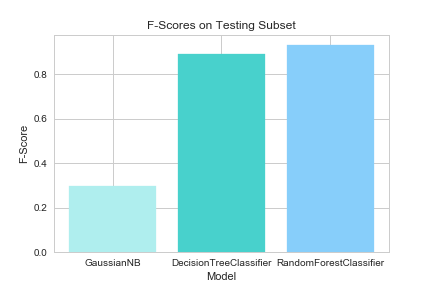 F-Scores on Testing Subset
F-Score
0.8
0.6
0.4
0.2
0.0
GaussianNB DecisionTreeClassifier RandomForestClassifier
Model